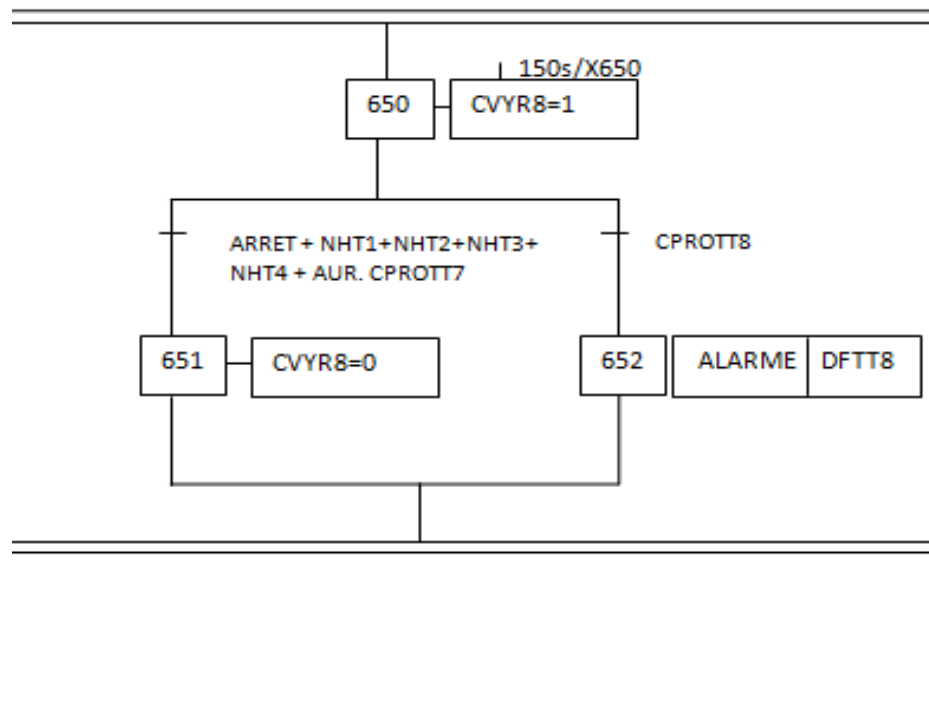 150s/X650
650
CVYR8=1
ARRET + NHT1+NHT2+NHT3+
NHT4 + AUR. CPROTT7
CPROTT8
651
CVYR8=0
652
ALARME
DFTT8